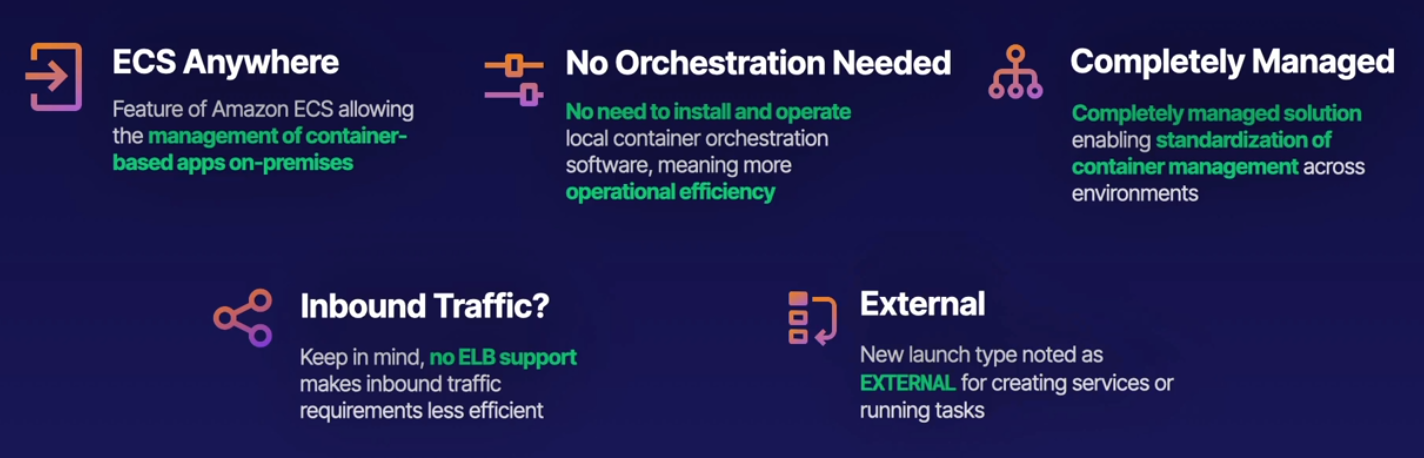 ECS Anywhere
Feature of Amazon ECS allowing
the management of container-
based apps on-premises
No Orchestration Needed
No need to install and operate
local container orchestration
software, meaning more
operational efficiency
Completely Managed
Completely managed solution
enabling standardization of
container management across
environments
Inbound Traffic?
Keep in mind, no ELB support
makes inbound traffic
requirements less efficient
External
New launch type noted as
EXTERNAL for creating services or
running tasks